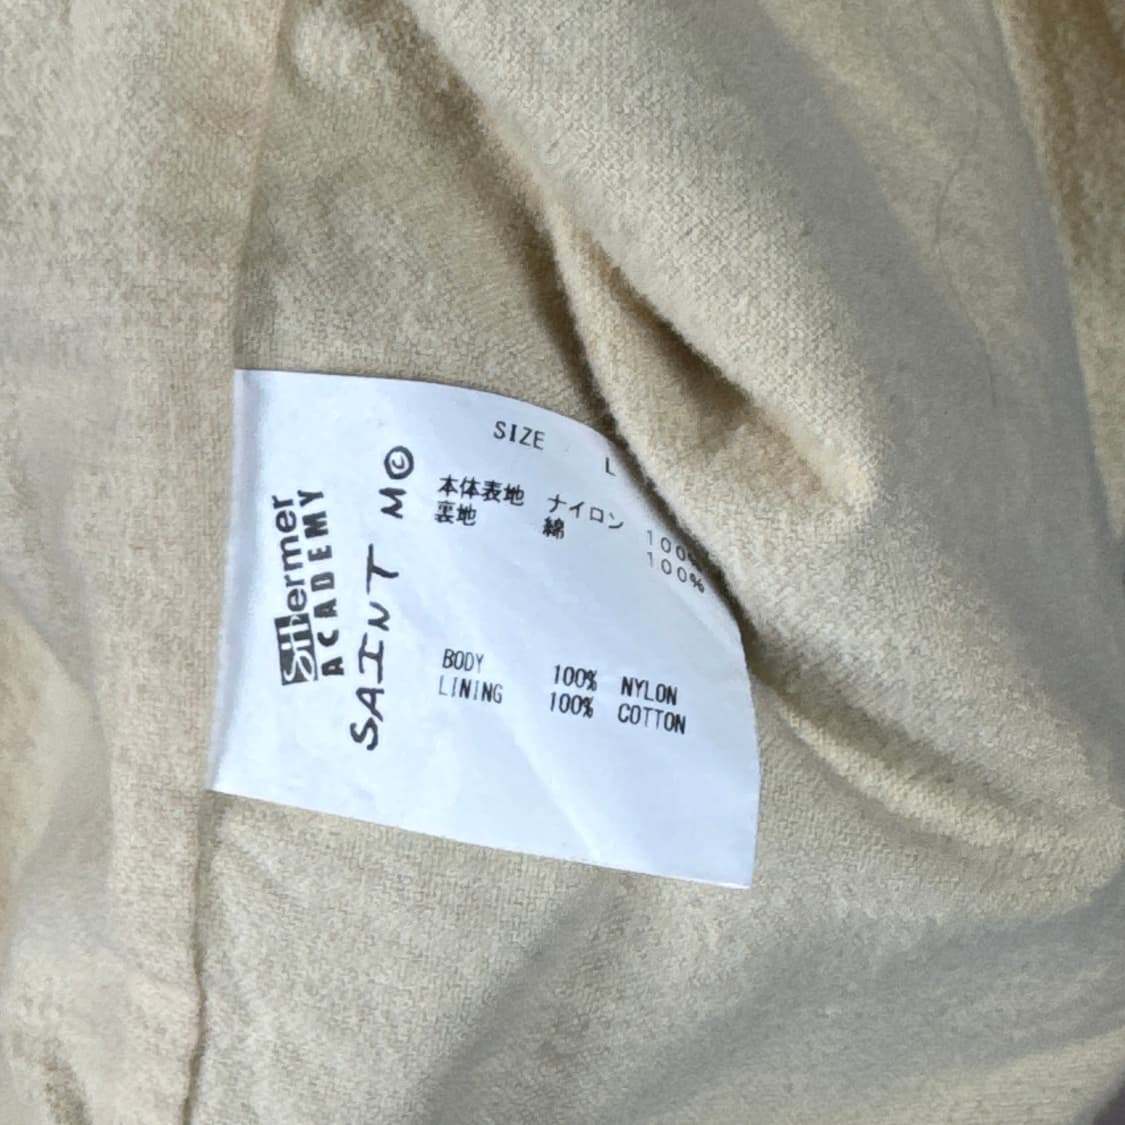 SHermer
ACADEMY
SAINT M©
SIZE L
本体表地 ナイロン 100%
裏地 綿 100%
BODY 100% NYLON
LINING 100% COTTON